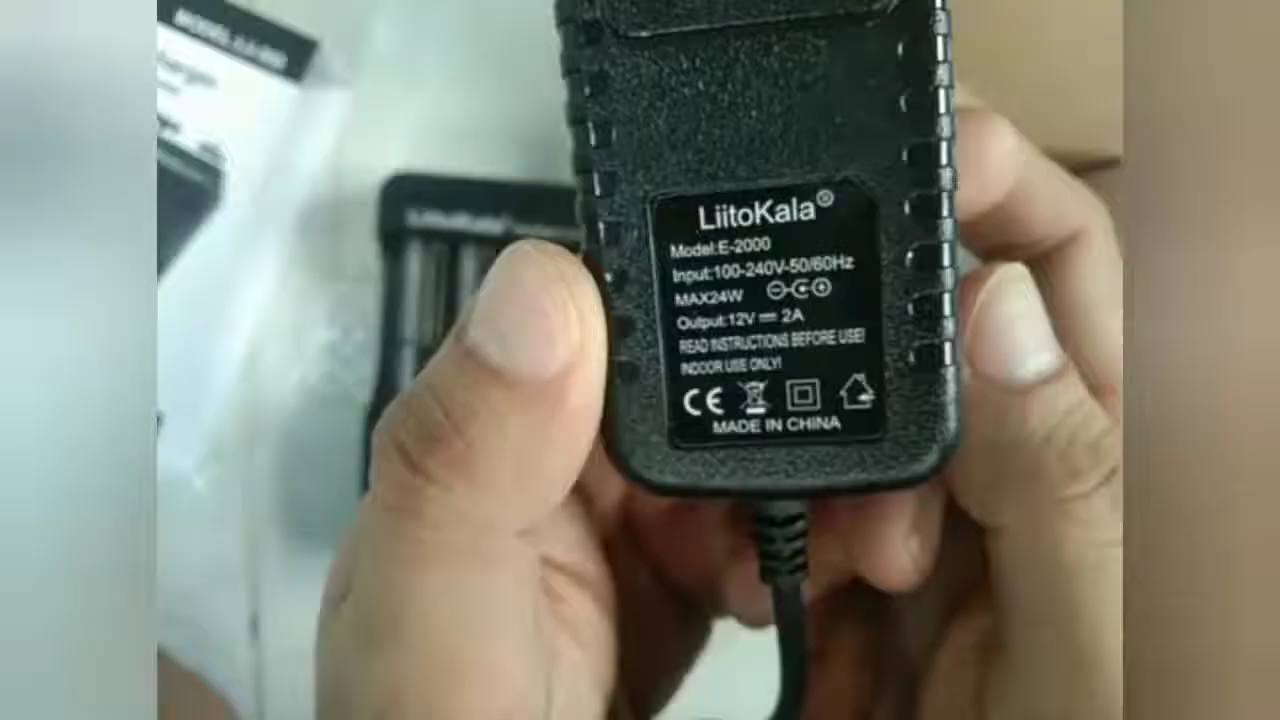 LiitoKala®
Model:E-2000
Input:100-240V-50/60Hz
MAX24W
Output:12V ⎓ 2A
READ INSTRUCTIONS BEFORE USE!
INDOOR USE ONLY!
CE
MADE IN CHINA
LiitoKala